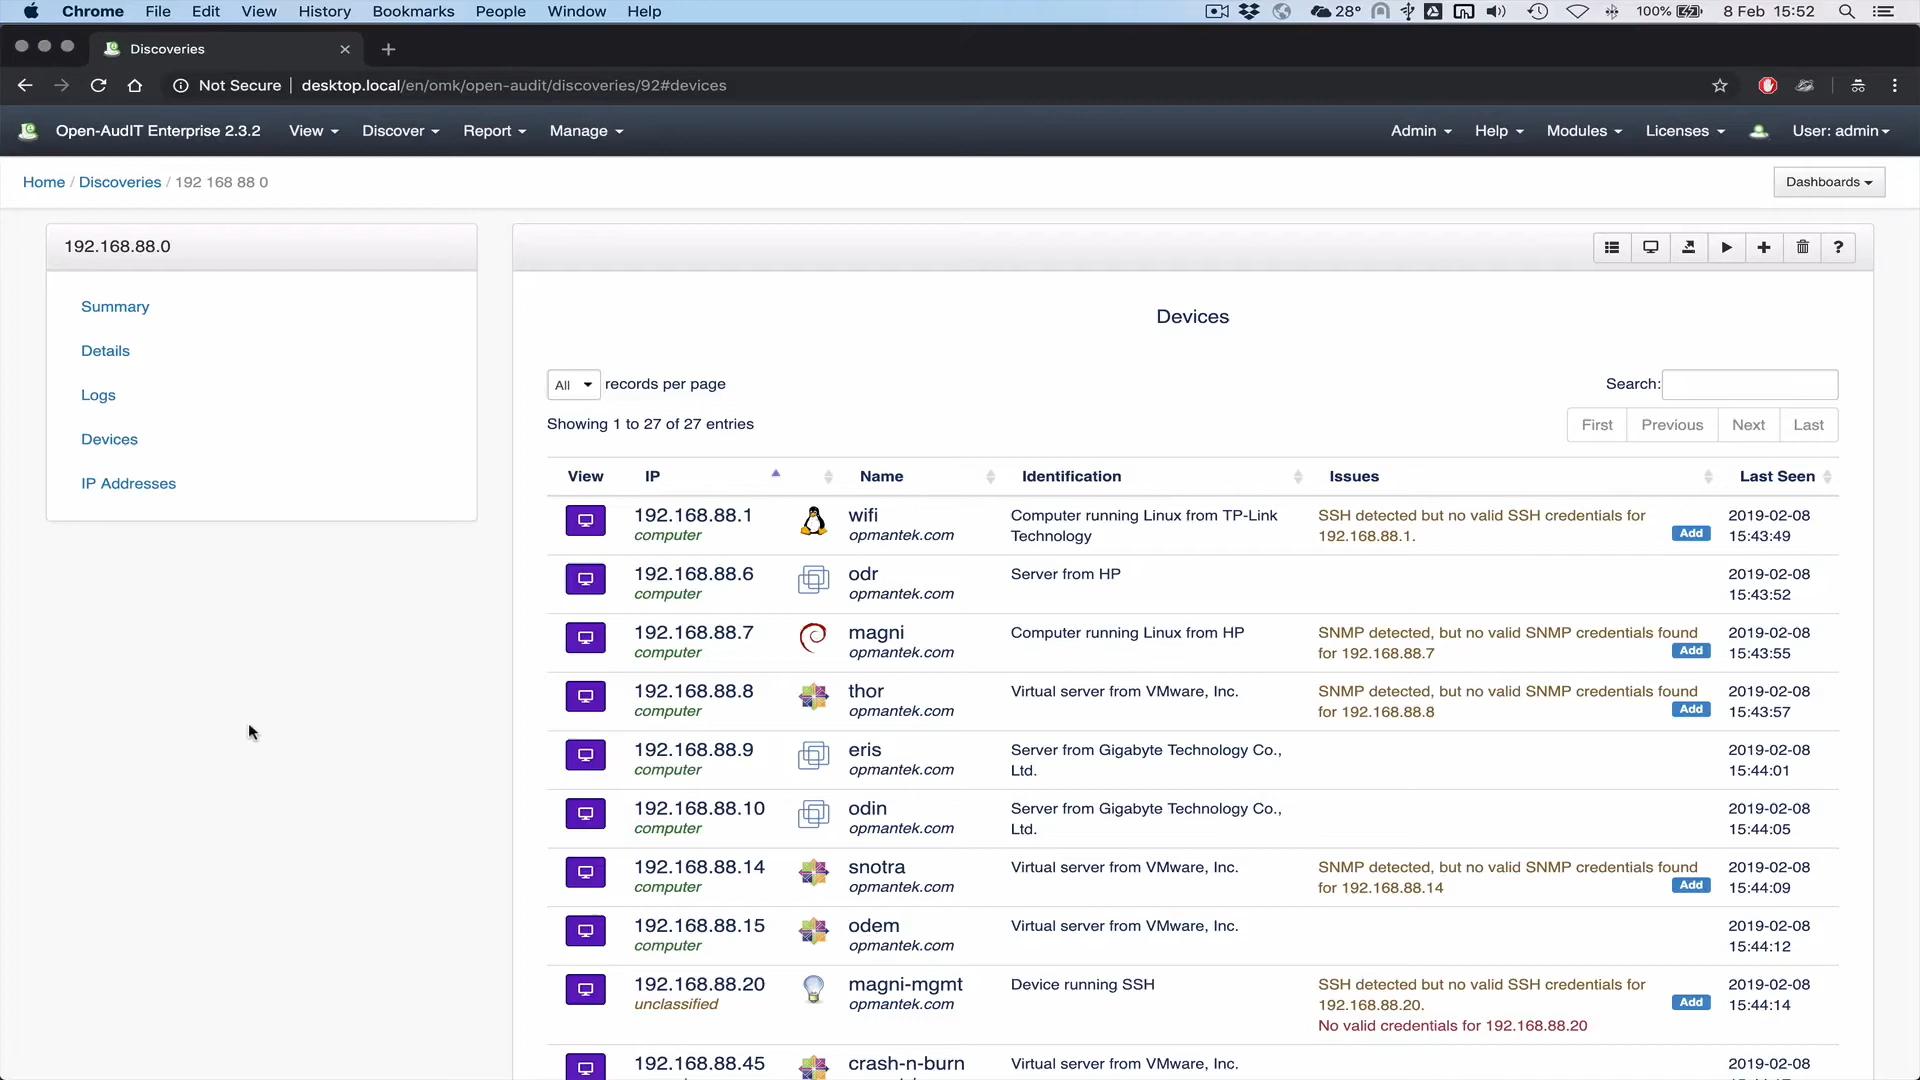 Chrome File Edit View History Bookmarks People Window Help 28° 100% 8 Feb 15:52
Discoveries
Not Secure | desktop.local/en/omk/open-audit/discoveries/92#devices
Open-AudIT Enterprise 2.3.2 View Discover Report Manage Admin Help Modules Licenses User: admin
Home / Discoveries / 192 168 88 0 Dashboards
192.168.88.0
?
Summary
Details
Logs
Devices
IP Addresses
Devices
All records per page Search:
Showing 1 to 27 of 27 entries First Previous Next Last
View IP Name Identification Issues Last Seen
192.168.88.1 wifi Computer running Linux from TP-Link SSH detected but no valid SSH credentials for 2019-02-08
computer opmantek.com Technology 192.168.88.1. Add 15:43:49
192.168.88.6 odr Server from HP 2019-02-08
computer opmantek.com 15:43:52
192.168.88.7 magni Computer running Linux from HP SNMP detected, but no valid SNMP credentials found 2019-02-08
computer opmantek.com for 192.168.88.7 Add 15:43:55
192.168.88.8 thor Virtual server from VMware, Inc. SNMP detected, but no valid SNMP credentials found 2019-02-08
computer opmantek.com for 192.168.88.8 Add 15:43:57
192.168.88.9 eris Server from Gigabyte Technology Co., 2019-02-08
computer opmantek.com Ltd. 15:44:01
192.168.88.10 odin Server from Gigabyte Technology Co., 2019-02-08
computer opmantek.com Ltd. 15:44:05
192.168.88.14 snotra Virtual server from VMware, Inc. SNMP detected, but no valid SNMP credentials found 2019-02-08
computer opmantek.com for 192.168.88.14 Add 15:44:09
192.168.88.15 odem Virtual server from VMware, Inc. 2019-02-08
computer opmantek.com 15:44:12
192.168.88.20 magni-mgmt Device running SSH SSH detected but no valid SSH credentials for 2019-02-08
unclassified opmantek.com 192.168.88.20. Add 15:44:14
No valid credentials for 192.168.88.20
192.168.88.45 crash-n-burn Virtual server from VMware, Inc. 2019-02-08